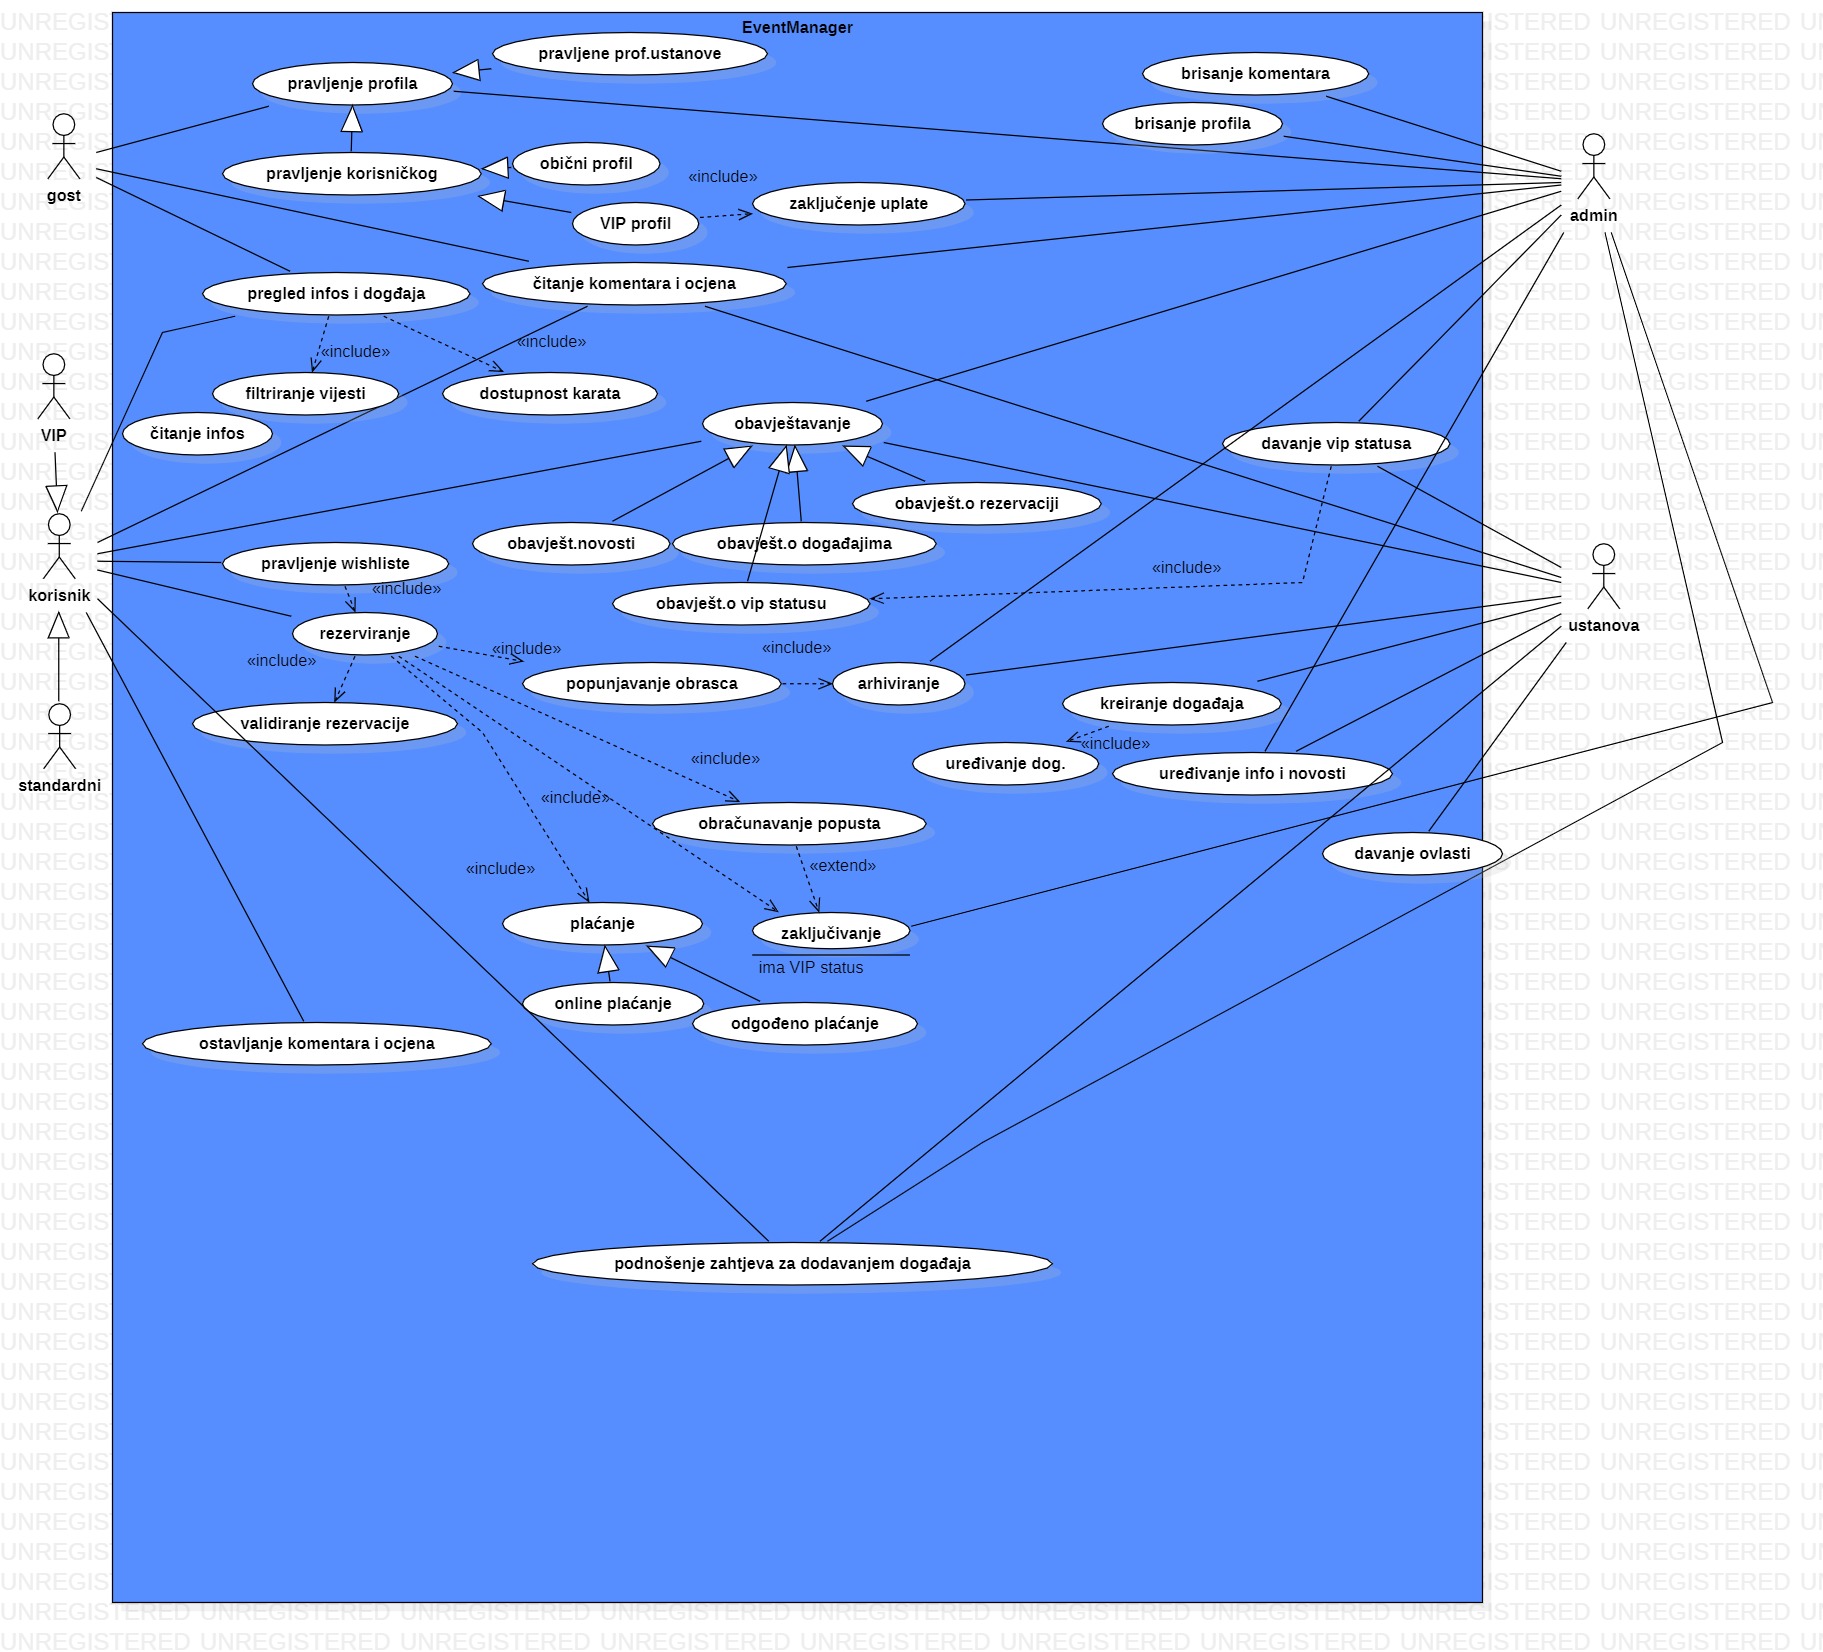 EventManager
pravljene prof.ustanove
pravljenje profila
brisanje komentara
brisanje profila
gost
pravljenje korisničkog
obični profil
«include»
VIP profil
zaključenje uplate
admin
pregled infos i dogđaja
čitanje komentara i ocjena
«include»
«include»
filtriranje vijesti
dostupnost karata
VIP
čitanje infos
obavještavanje
davanje vip statusa
obavješt.o rezervaciji
obavješt.novosti
obavješt.o događajima
pravljenje wishliste
«include»
«include»
korisnik
obavješt.o vip statusu
ustanova
rezerviranje
«include»
«include»
«include»
popunjavanje obrasca
arhiviranje
kreiranje događaja
validiranje rezervacije
«include»
«include»
uređivanje dog.
uređivanje info i novosti
standardni
«include»
obračunavanje popusta
davanje ovlasti
«include»
«extend»
plaćanje
zaključivanje
ima VIP status
online plaćanje
odgođeno plaćanje
ostavljanje komentara i ocjena
podnošenje zahtjeva za dodavanjem događaja
UNREGISTERED UNREGISTERED UNREGISTERED UNREGISTERED UNREGISTERED UNREGISTERED UNREGISTERED UNREGISTERED UNREGISTERED